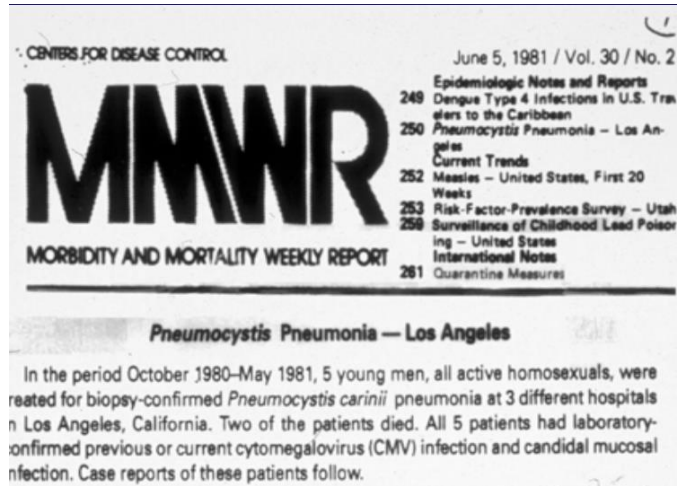 CENTERS FOR DISEASE CONTROL
June 5, 1981 / Vol. 30 / No. 2
MMWR
MORBIDITY AND MORTALITY WEEKLY REPORT
Epidemiologic Notes and Reports
249 Dengue Type 4 Infections in U.S. Trav
elers to the Caribbean
250 Pneumocystis Pneumonia – Los An-
geles
Current Trends
252 Measles – United States, First 20
Weeks
253 Risk-Factor-Prevalence Survey – Utah
259 Surveillance of Childhood Lead Poison
ing – United States
International Notes
261 Quarantine Measures
Pneumocystis Pneumonia — Los Angeles
In the period October 1980–May 1981, 5 young men, all active homosexuals, were
reated for biopsy-confirmed Pneumocystis carinii pneumonia at 3 different hospitals
n Los Angeles, California. Two of the patients died. All 5 patients had laboratory-
onfirmed previous or current cytomegalovirus (CMV) infection and candidal mucosal
nfection. Case reports of these patients follow.